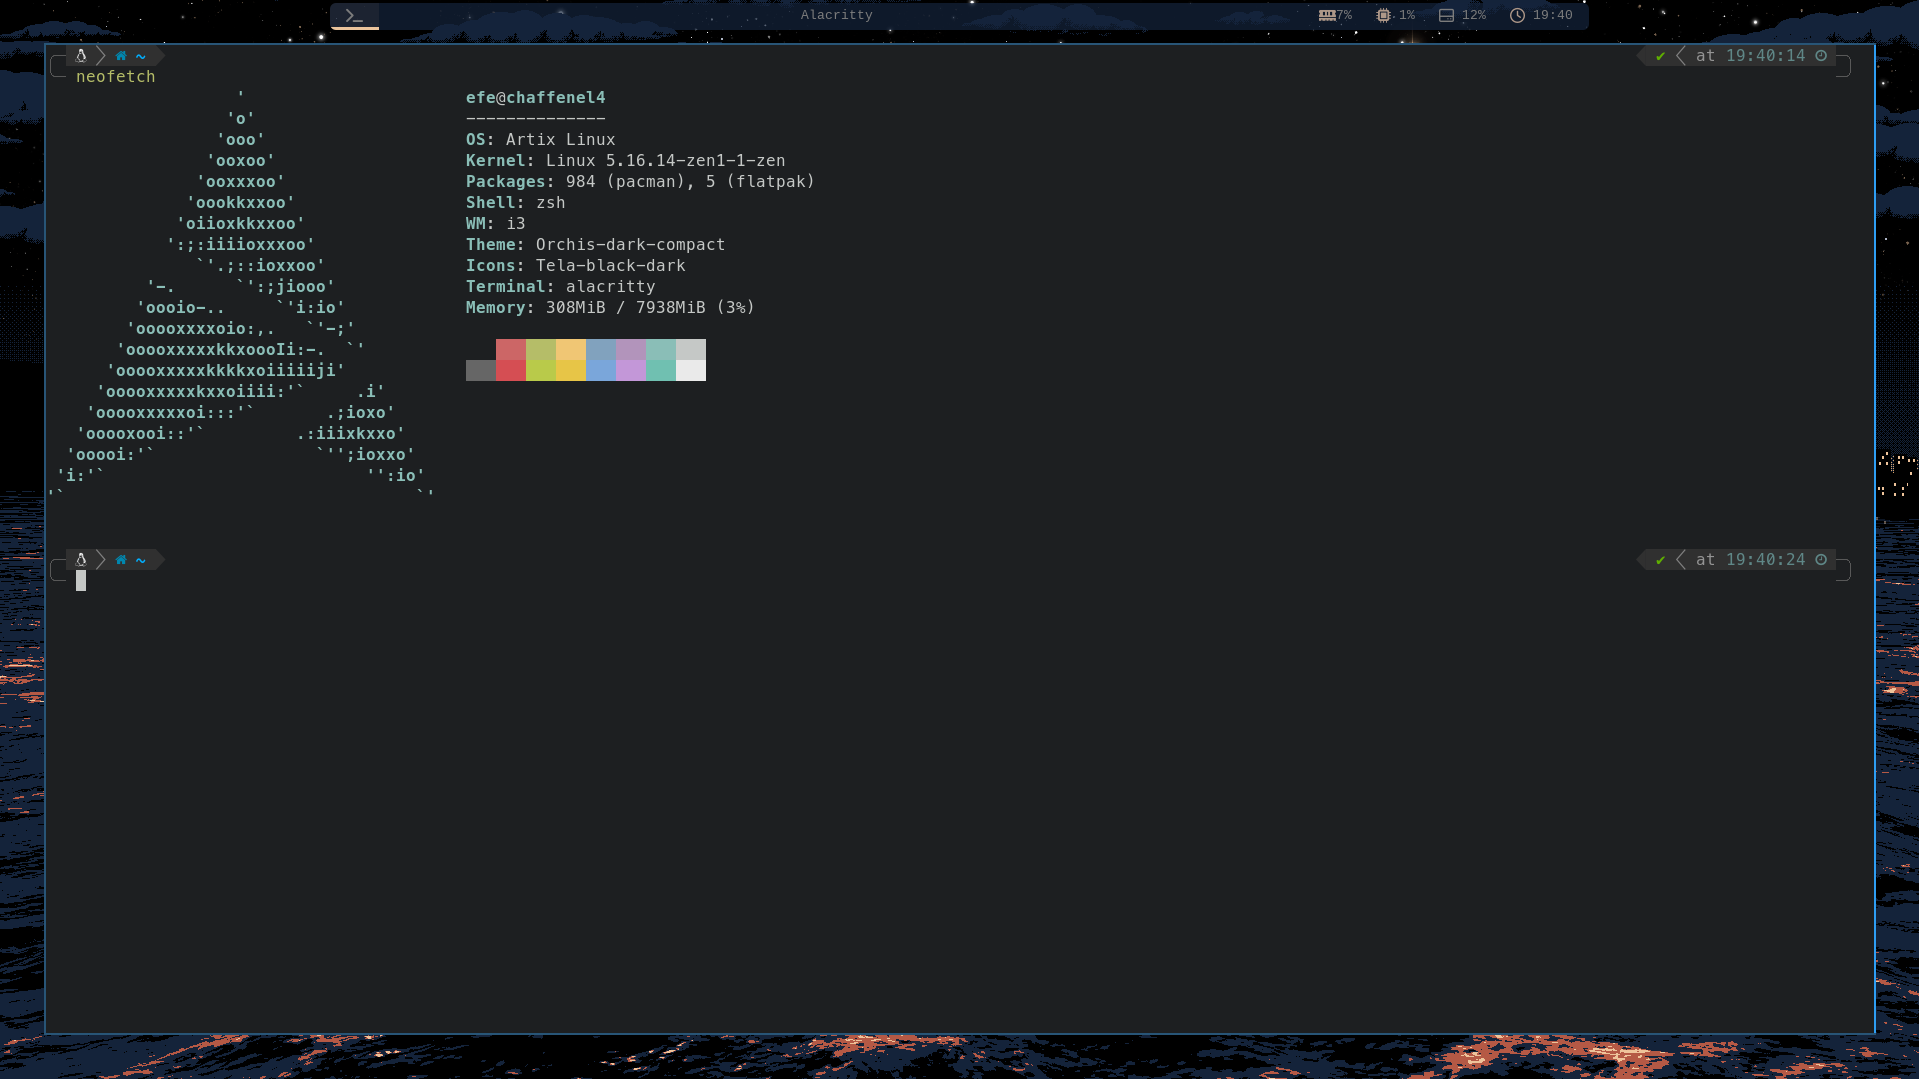 Alacritty 7% 1% 12% 19:40
~ ✔ at 19:40:14
neofetch
' efe@chaffenel4
'o' --------------
'ooo' OS: Artix Linux
'ooxoo' Kernel: Linux 5.16.14-zen1-1-zen
'ooxxxoo' Packages: 984 (pacman), 5 (flatpak)
'oookkxxoo' Shell: zsh
'oiioxkkxxoo' WM: i3
':;:iiiioxxxoo' Theme: Orchis-dark-compact
`'.;::ioxxoo' Icons: Tela-black-dark
'-. `':;jiooo' Terminal: alacritty
'oooio-.. `'i:io' Memory: 308MiB / 7938MiB (3%)
'ooooxxxxoio:,. `'-;'
'ooooxxxxxkkxoooIi:-. `'
'ooooxxxxxkkkkxoiiiiiji'
'ooooxxxxxkxxoiiii:'` .i'
'ooooxxxxxoi:::'` .;ioxo'
'ooooxooi::'` .:iiixkxxo'
'ooooi:'` `'';ioxxo'
'i:'` '':io'
'` `'
~ ✔ at 19:40:24